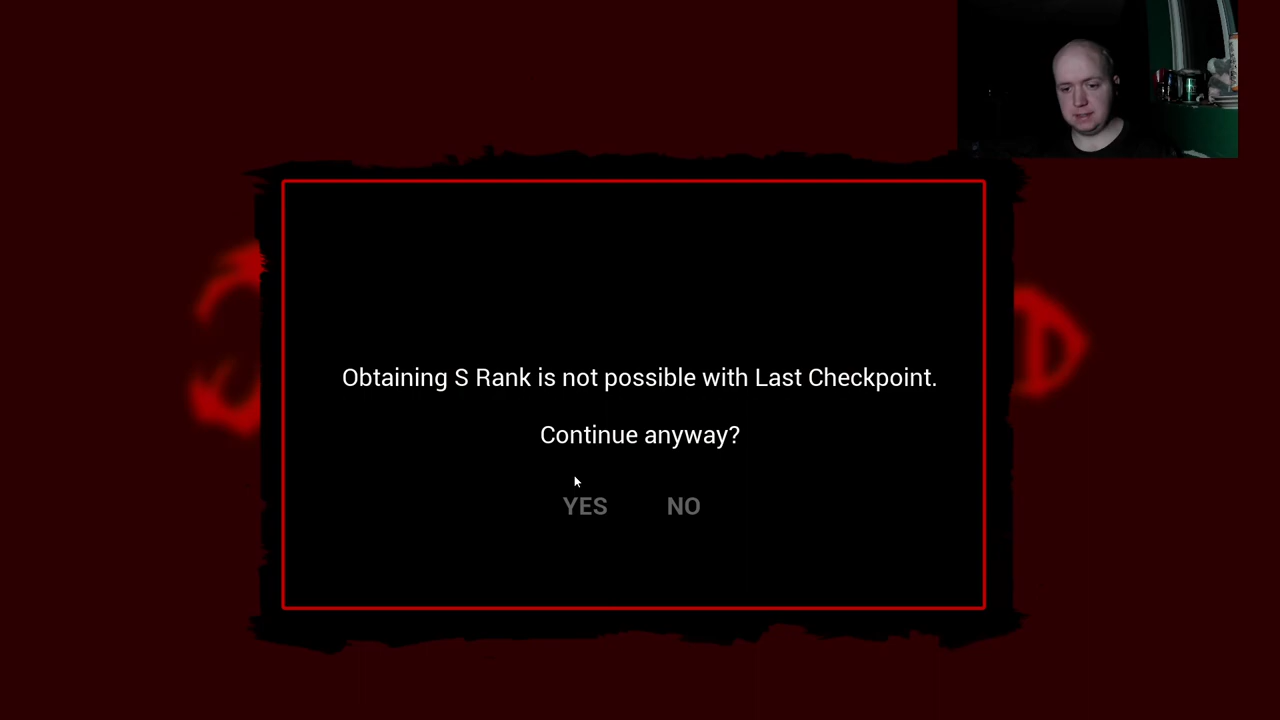 Obtaining S Rank is not possible with Last Checkpoint.
Continue anyway?
YES NO